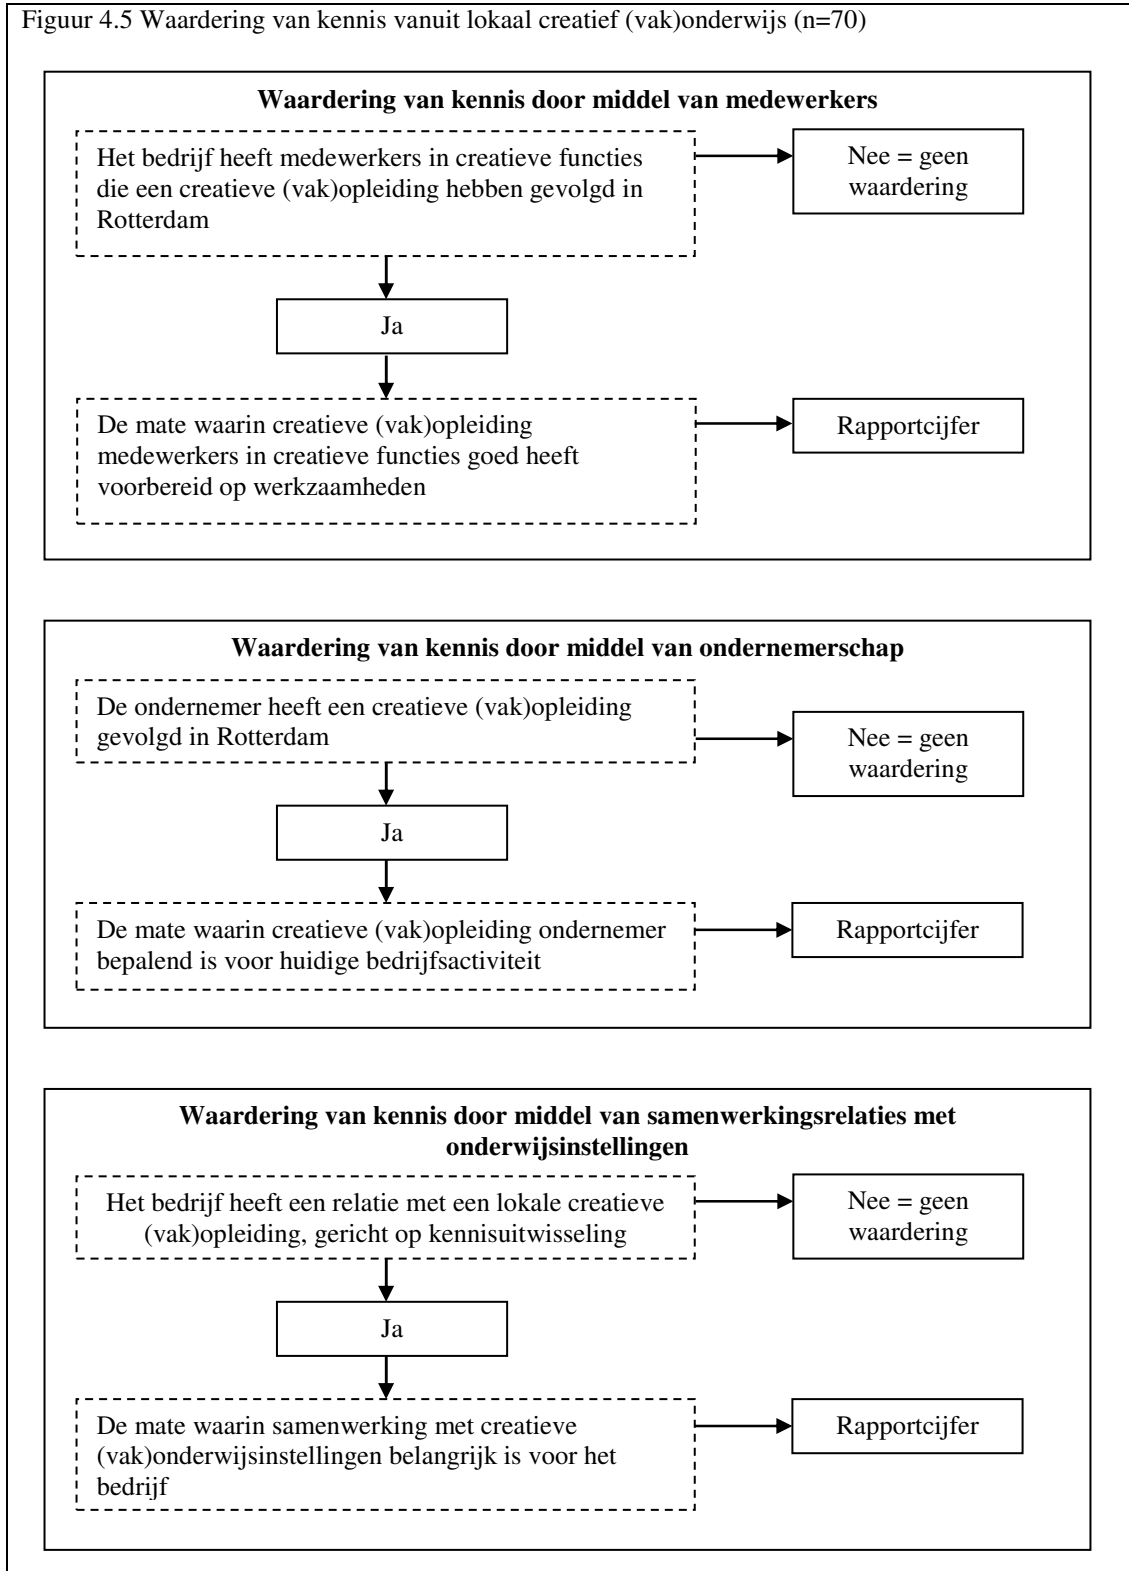 Figuur 4.5 Waardering van kennis vanuit lokaal creatief (vak)onderwijs (n=70)
Waardering van kennis door middel van medewerkers
Het bedrijf heeft medewerkers in creatieve functies
die een creatieve (vak)opleiding hebben gevolgd in
Rotterdam
Nee = geen
waardering
Ja
De mate waarin creatieve (vak)opleiding
medewerkers in creatieve functies goed heeft
voorbereid op werkzaamheden
Rapportcijfer
Waardering van kennis door middel van ondernemerschap
De ondernemer heeft een creatieve (vak)opleiding
gevolgd in Rotterdam
Nee = geen
waardering
Ja
De mate waarin creatieve (vak)opleiding ondernemer
bepalend is voor huidige bedrijfsactiviteit
Rapportcijfer
Waardering van kennis door middel van samenwerkingsrelaties met
onderwijsinstellingen
Het bedrijf heeft een relatie met een lokale creatieve
(vak)opleiding, gericht op kennisuitwisseling
Nee = geen
waardering
Ja
De mate waarin samenwerking met creatieve
(vak)onderwijsinstellingen belangrijk is voor het
bedrijf
Rapportcijfer